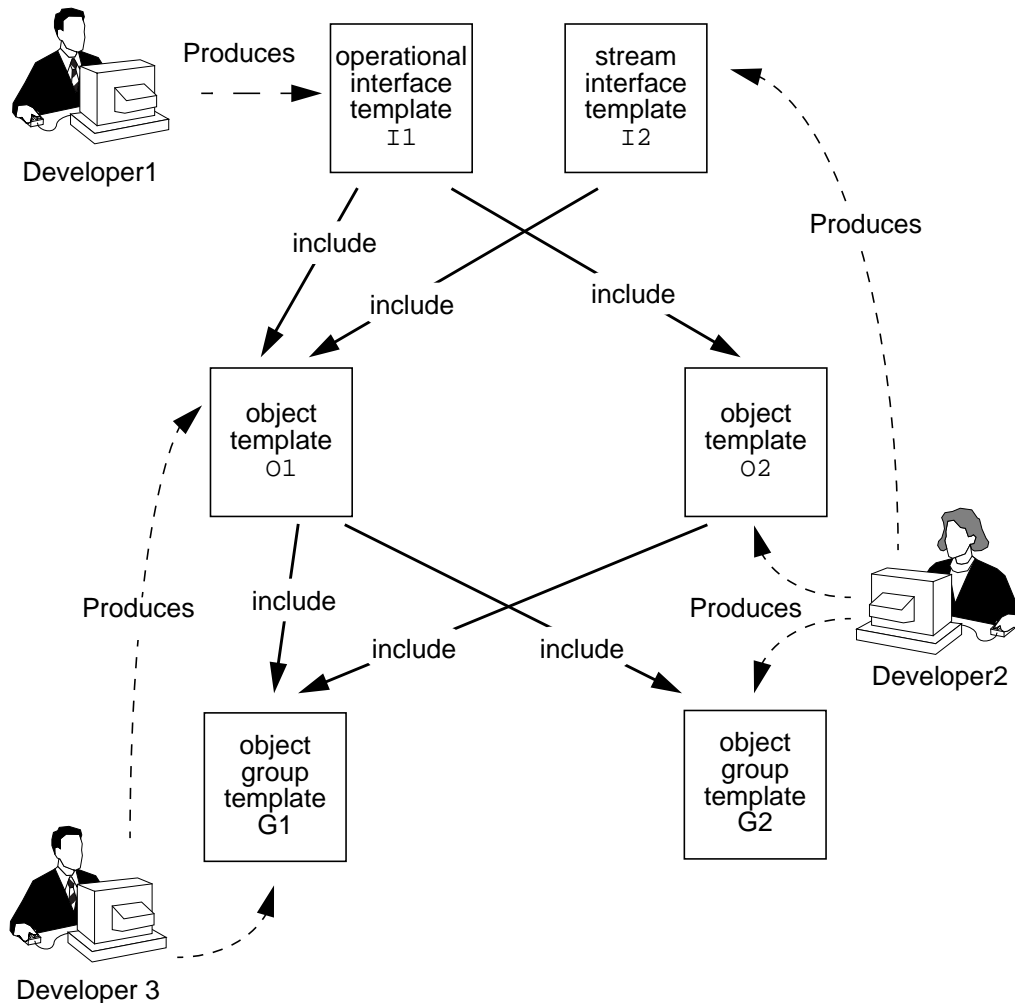 Produces
operational
interface
template
I1
stream
interface
template
I2
Developer1
Produces
include
include
include
object
template
O1
object
template
O2
Produces
include
Produces
include
include
Developer2
object
group
template
G1
object
group
template
G2
Developer 3